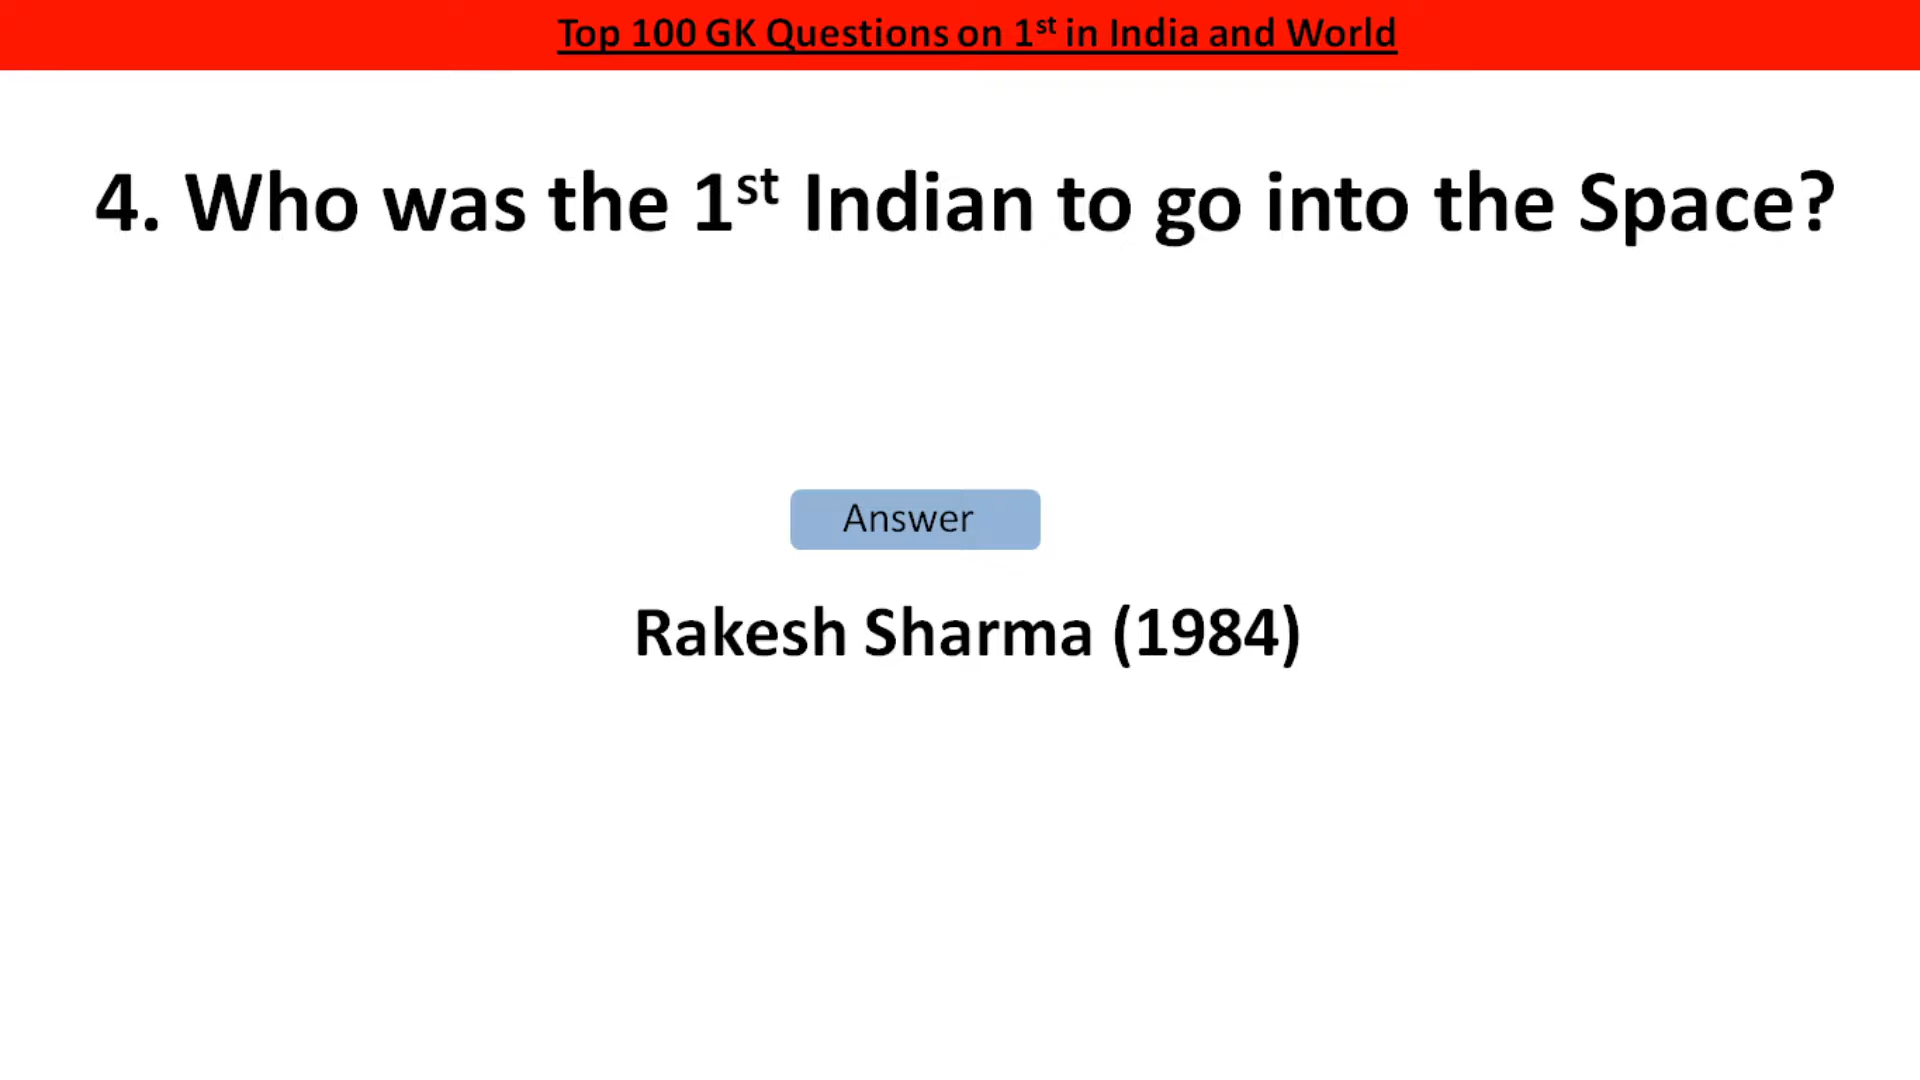 Top 100 GK Questions on 1st in India and World
4. Who was the 1st Indian to go into the Space?
Answer
Rakesh Sharma (1984)